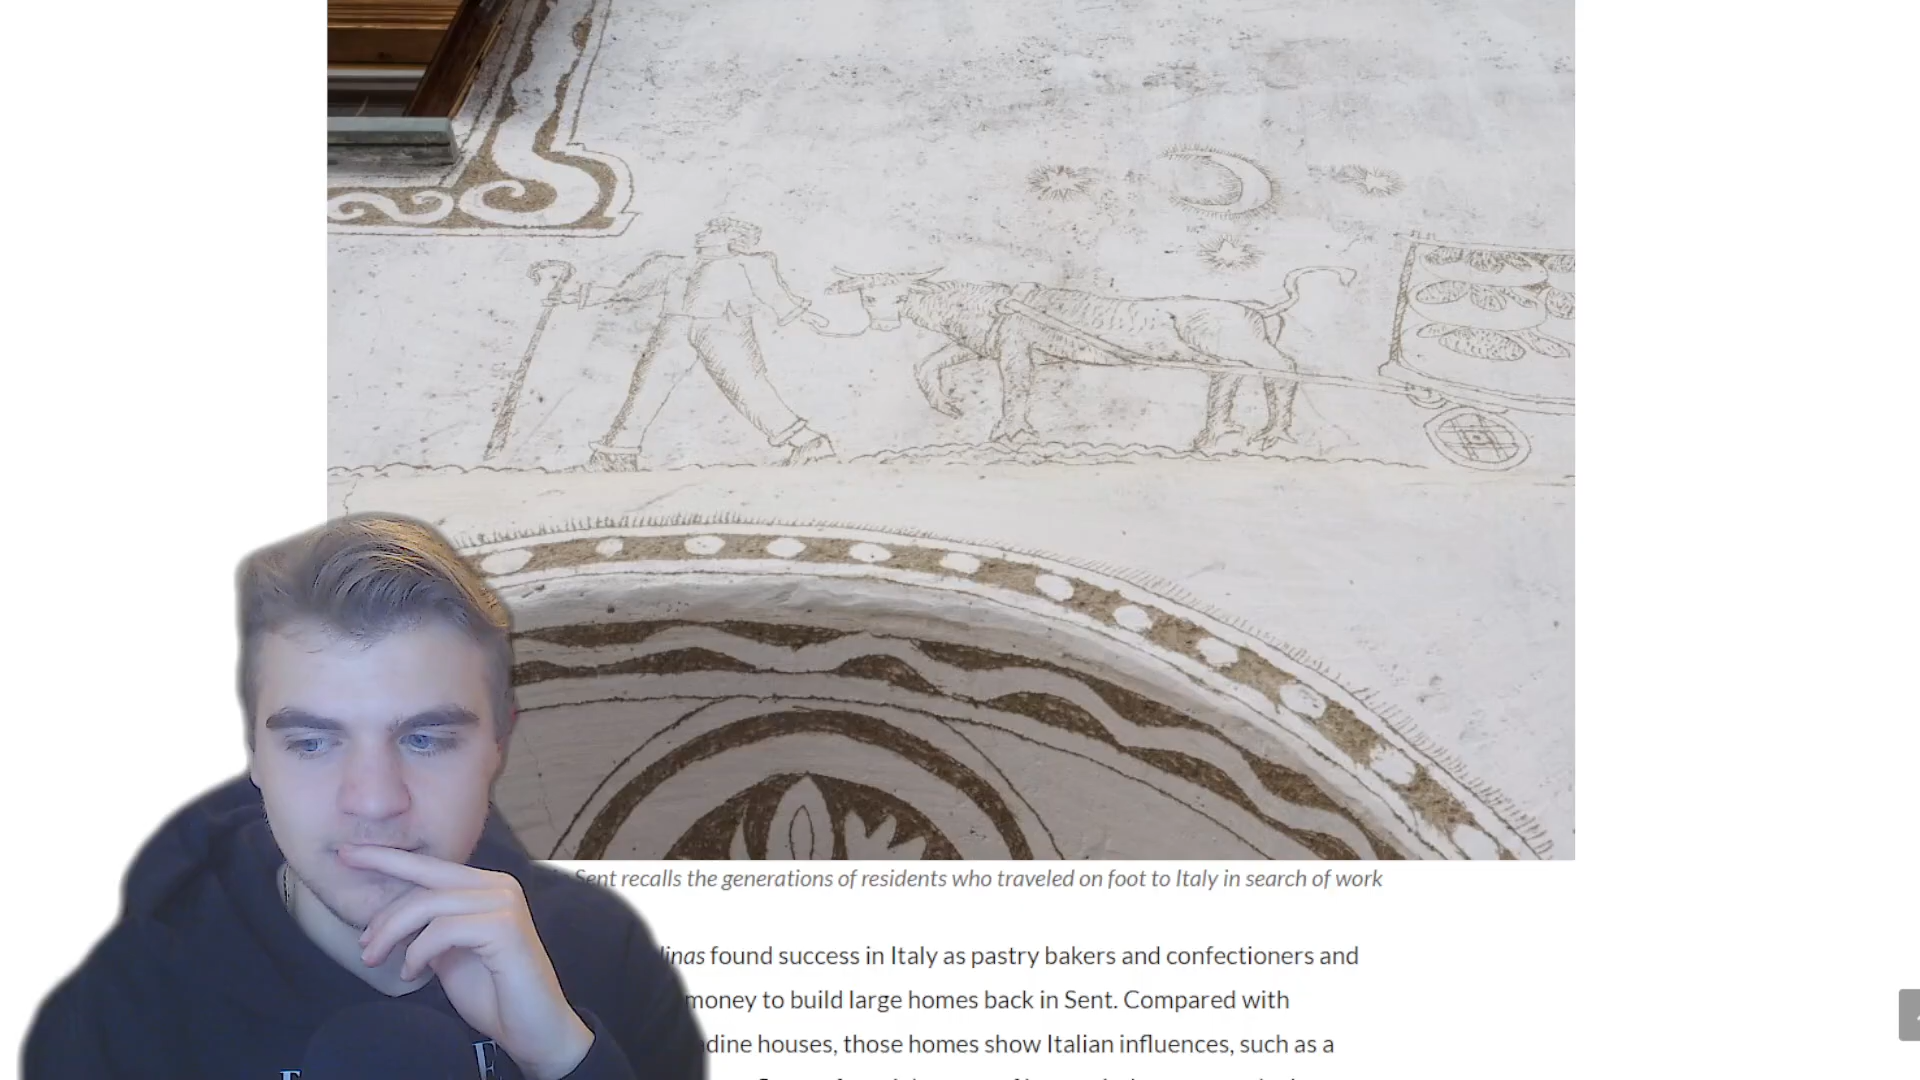 Sent recalls the generations of residents who traveled on foot to Italy in search of work
found success in Italy as pastry bakers and confectioners and
money to build large homes back in Sent. Compared with
houses, those homes show Italian influences, such as a